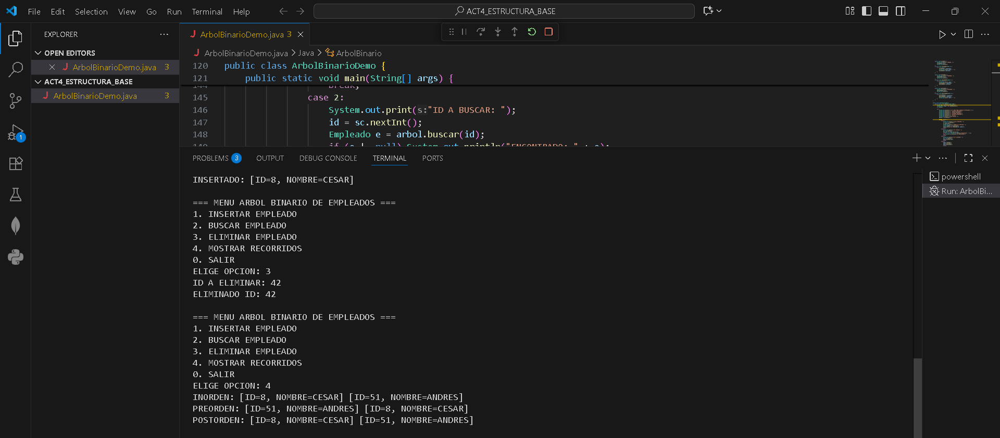 File Edit Selection View Go Run Terminal Help
ACT4_ESTRUCTURA_BASE
EXPLORER
OPEN EDITORS
ArbolBinarioDemo.java 3
ACT4_ESTRUCTURA_BASE
ArbolBinarioDemo.java 3
1
ArbolBinarioDemo.java 3
ArbolBinarioDemo.java > Java > ArbolBinario
120 public class ArbolBinarioDemo {
121 public static void main(String[] args) {
144 break;
145 case 2:
146 System.out.print(s:"ID A BUSCAR: ");
147 id = sc.nextInt();
148 Empleado e = arbol.buscar(id);
PROBLEMS 3 OUTPUT DEBUG CONSOLE TERMINAL PORTS
INSERTADO: [ID=8, NOMBRE=CESAR]
=== MENU ARBOL BINARIO DE EMPLEADOS ===
1. INSERTAR EMPLEADO
2. BUSCAR EMPLEADO
3. ELIMINAR EMPLEADO
4. MOSTRAR RECORRIDOS
0. SALIR
ELIGE OPCION: 3
ID A ELIMINAR: 42
ELIMINADO ID: 42
=== MENU ARBOL BINARIO DE EMPLEADOS ===
1. INSERTAR EMPLEADO
2. BUSCAR EMPLEADO
3. ELIMINAR EMPLEADO
4. MOSTRAR RECORRIDOS
0. SALIR
ELIGE OPCION: 4
INORDEN: [ID=8, NOMBRE=CESAR] [ID=51, NOMBRE=ANDRES]
PREORDEN: [ID=51, NOMBRE=ANDRES] [ID=8, NOMBRE=CESAR]
POSTORDEN: [ID=8, NOMBRE=CESAR] [ID=51, NOMBRE=ANDRES]
powershell
Run: ArbolBi...